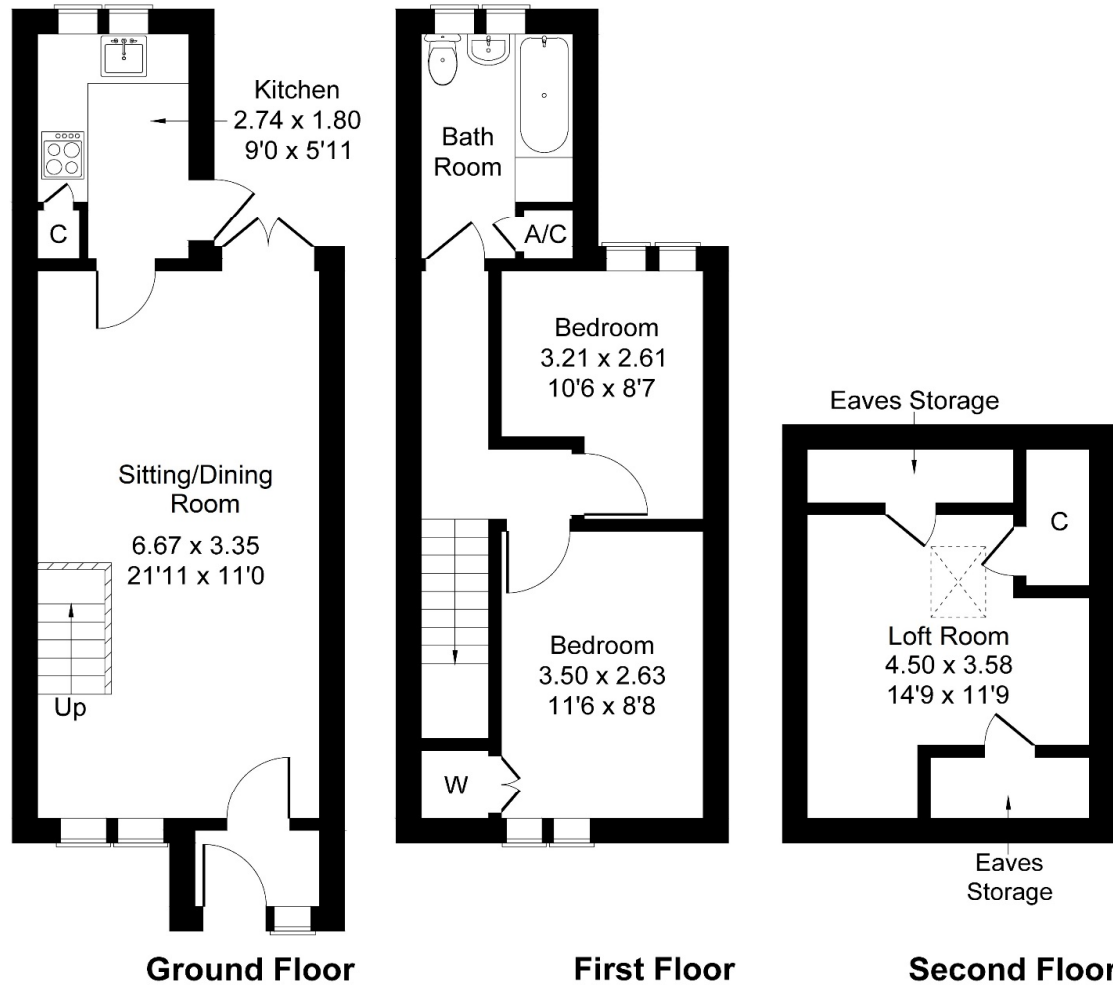 Kitchen
2.74 x 1.80
9'0 x 5'11
C
Sitting/Dining
Room
6.67 x 3.35
21'11 x 11'0
Up
Ground Floor
Bath
Room
A/C
Bedroom
3.21 x 2.61
10'6 x 8'7
Bedroom
3.50 x 2.63
11'6 x 8'8
W
First Floor
Eaves Storage
C
Loft Room
4.50 x 3.58
14'9 x 11'9
Eaves
Storage
Second Floor